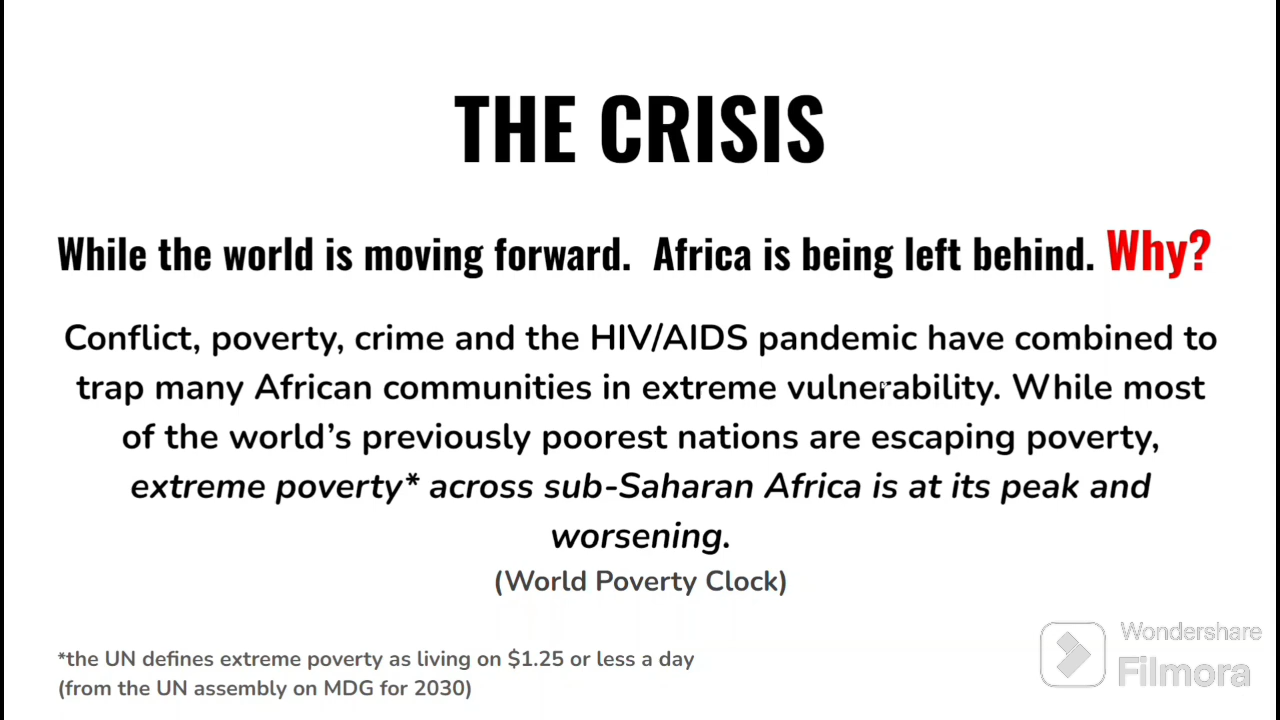 THE CRISIS
While the world is moving forward.  Africa is being left behind. Why?
Conflict, poverty, crime and the HIV/AIDS pandemic have combined to
trap many African communities in extreme vulnerability. While most
of the world’s previously poorest nations are escaping poverty,
extreme poverty* across sub-Saharan Africa is at its peak and
worsening.
(World Poverty Clock)
*the UN defines extreme poverty as living on $1.25 or less a day
(from the UN assembly on MDG for 2030)
Wondershare
Filmora